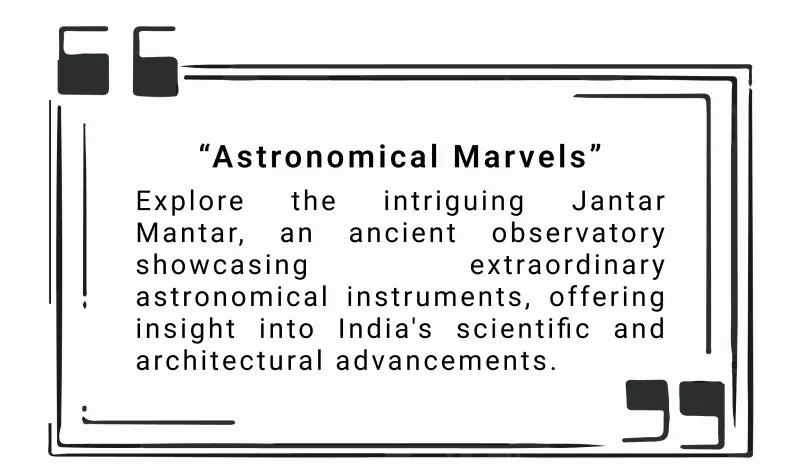 “Astronomical Marvels”
Explore the intriguing Jantar
Mantar, an ancient observatory
showcasing extraordinary
astronomical instruments, offering
insight into India's scientific and
architectural advancements.